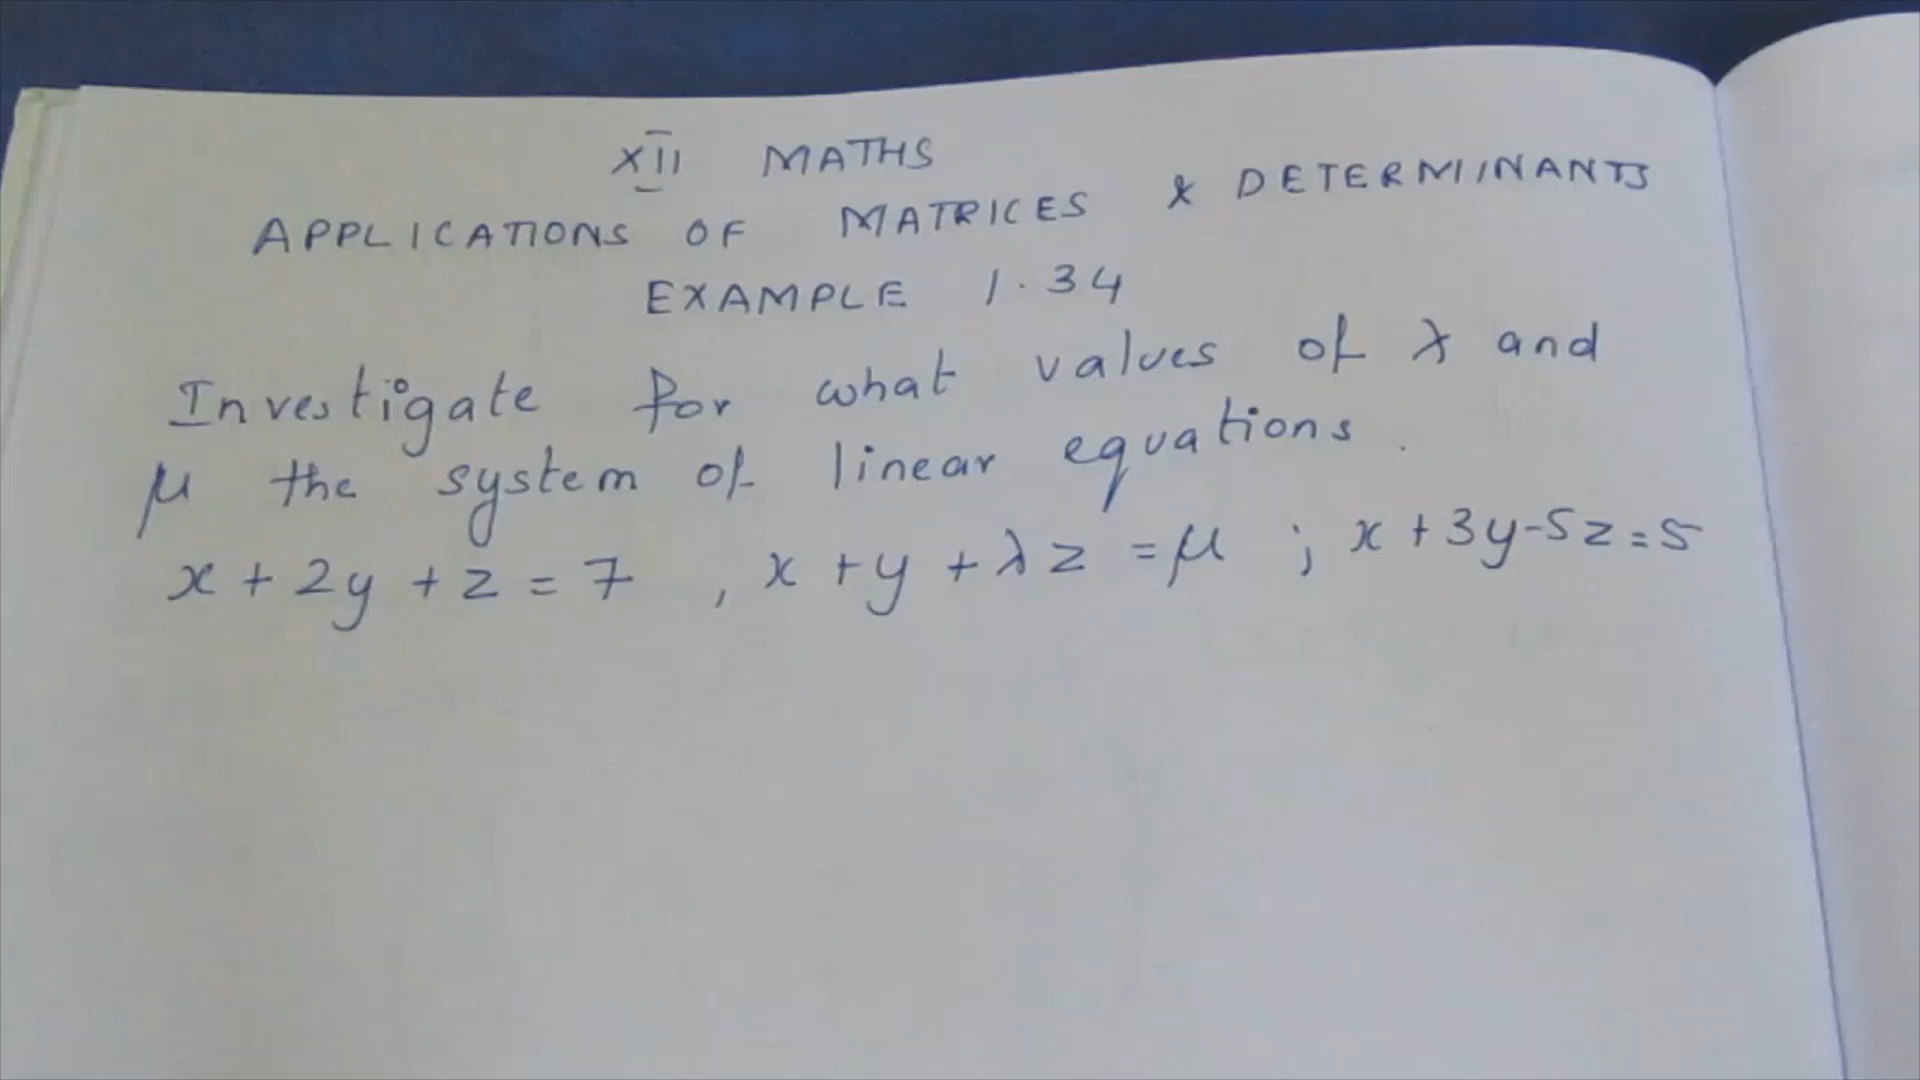 XII MATHS
APPLICATIONS OF MATRICES & DETERMINANTS
EXAMPLE 1.34
Investigate for what values of λ and
μ the system of linear equations.
x + 2y + z = 7 , x + y + λz = μ ; x + 3y - 5z = 5